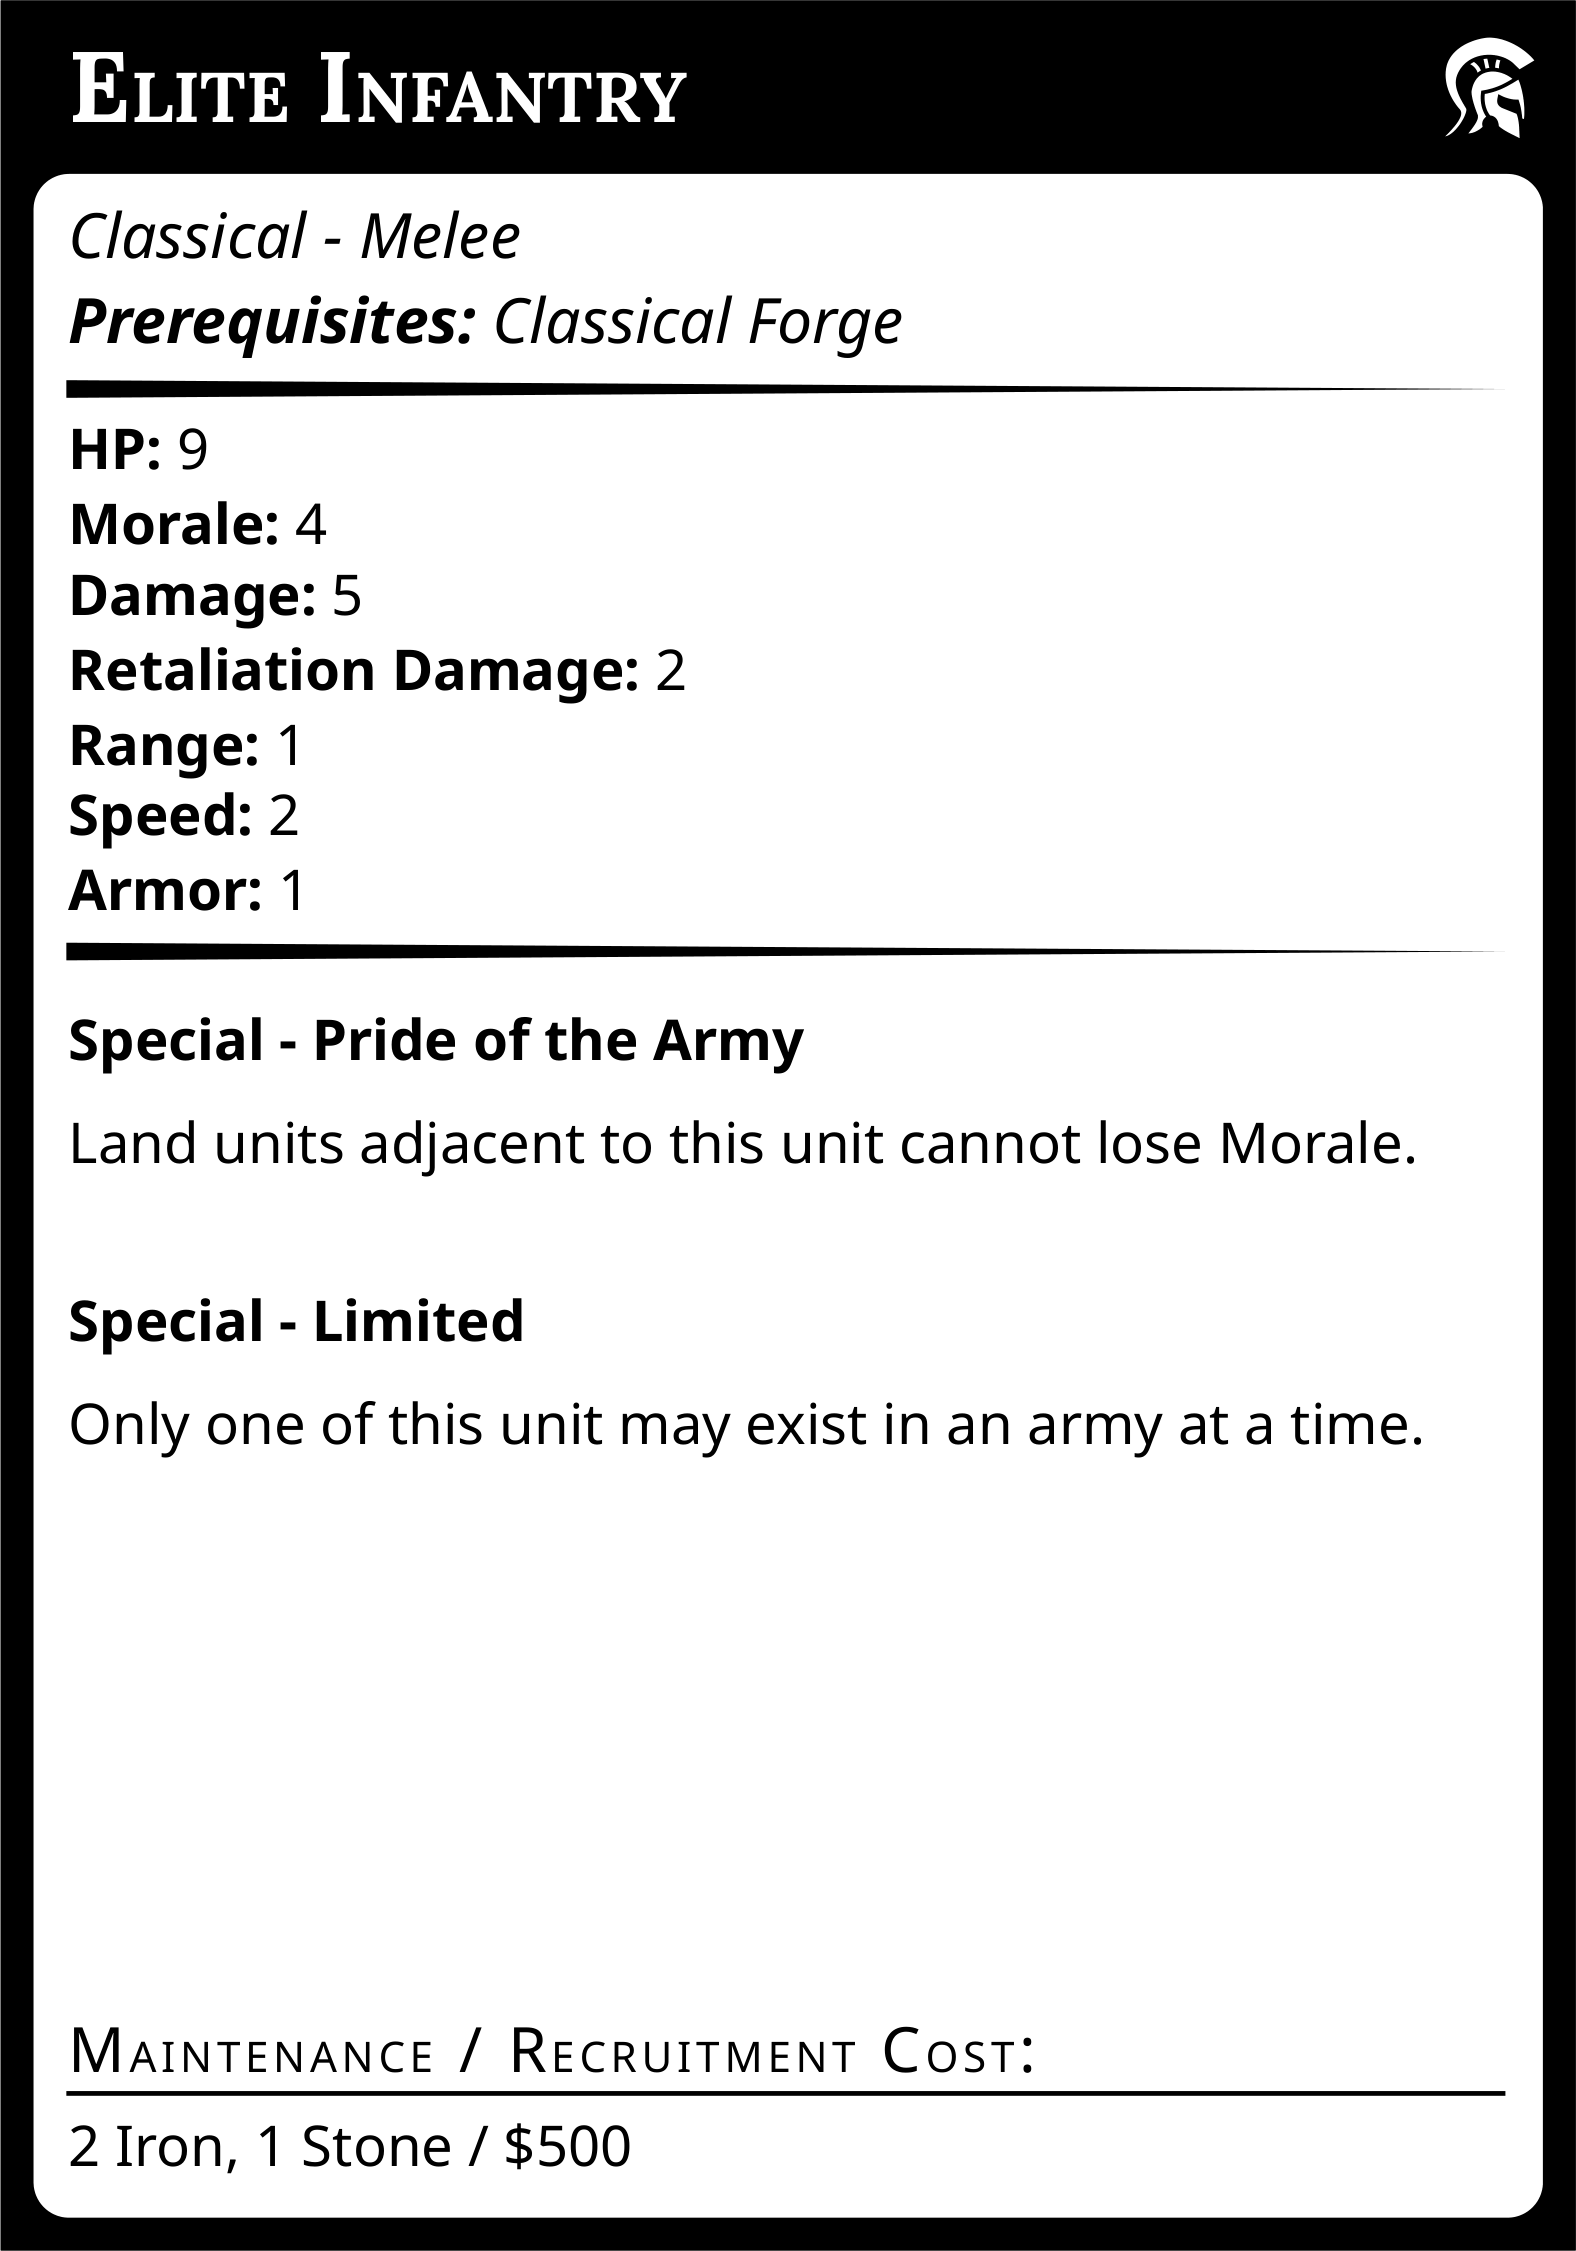 Elite Infantry
Classical - Melee
Prerequisites: Classical Forge
HP: 9
Morale: 4
Damage: 5
Retaliation Damage: 2
Range: 1
Speed: 2
Armor: 1
Special - Pride of the Army
Land units adjacent to this unit cannot lose Morale.
Special - Limited
Only one of this unit may exist in an army at a time.
Maintenance / Recruitment Cost:
2 Iron, 1 Stone / $500